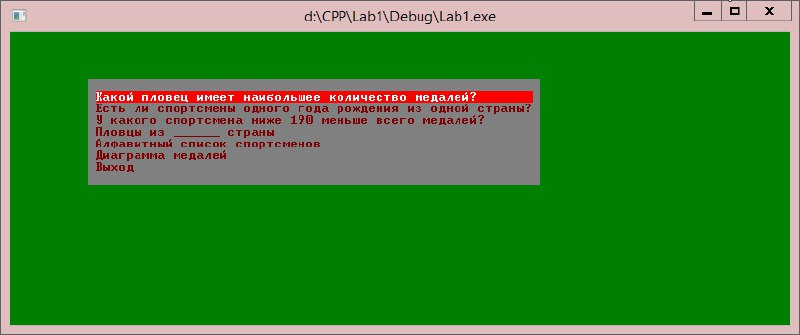 d:\CPP\Lab1\Debug\Lab1.exe
Какой пловец имеет наибольшее количество медалей?
Есть ли спортсмены одного года рождения из одной страны?
У какого спортсмена ниже 190 меньше всего медалей?
Пловцы из ______ страны
Алфавитный список спортсменов
Диаграмма медалей
Выход